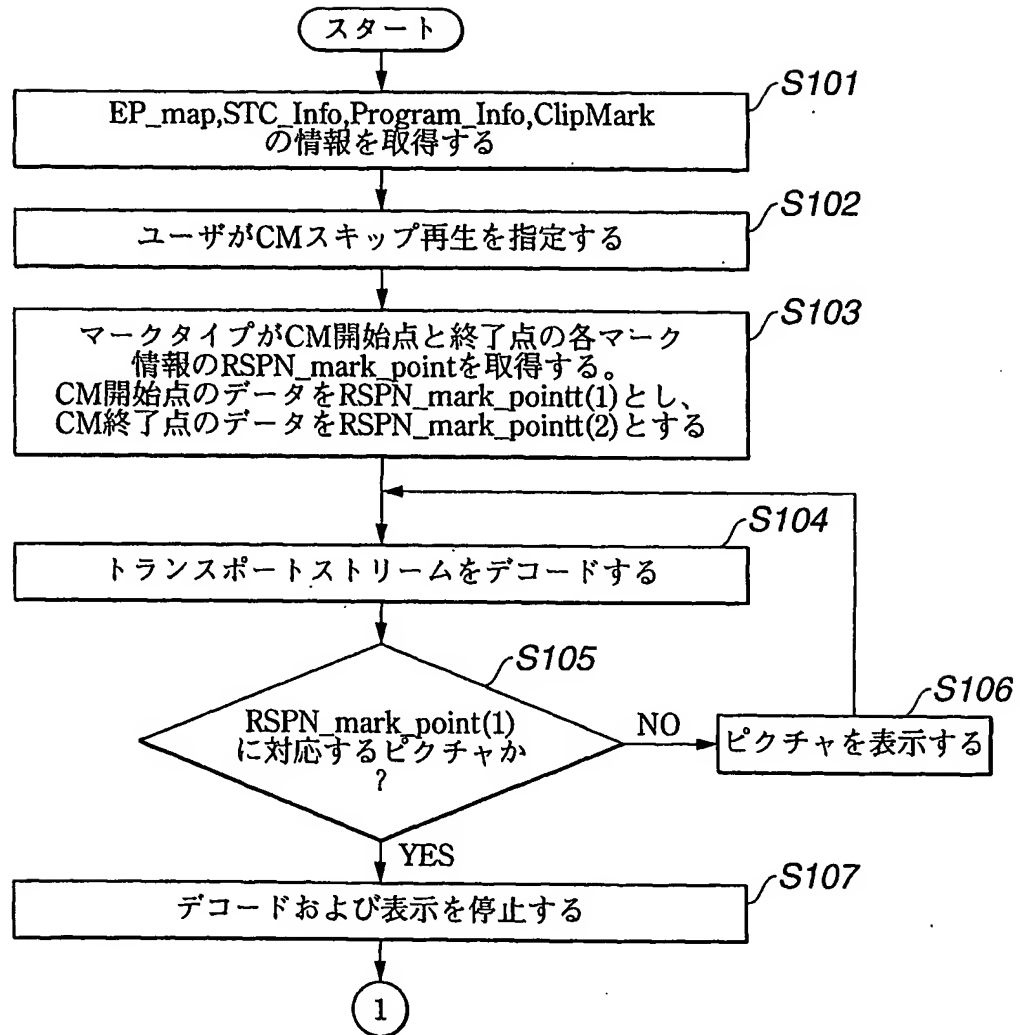 スタート
S101
EP_map,STC_Info,Program_Info,ClipMark
の情報を取得する
S102
ユーザがCMスキップ再生を指定する
S103
マークタイプがCM開始点と終了点の各マーク
情報のRSPN_mark_pointを取得する。
CM開始点のデータをRSPN_mark_pointt(1)とし、
CM終了点のデータをRSPN_mark_pointt(2)とする
S104
トランスポートストリームをデコードする
S105
RSPN_mark_point(1)
に対応するピクチャか
?
NO
S106
ピクチャを表示する
YES
S107
デコードおよび表示を停止する
1